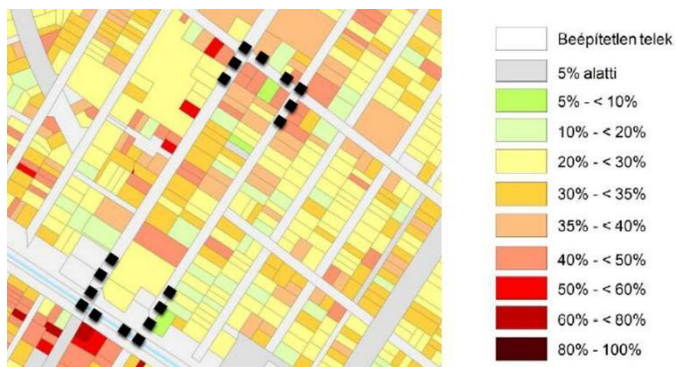 Beépítetlen telek
5% alatti
5% - < 10%
10% - < 20%
20% - < 30%
30% - < 35%
35% - < 40%
40% - < 50%
50% - < 60%
60% - < 80%
80% - 100%